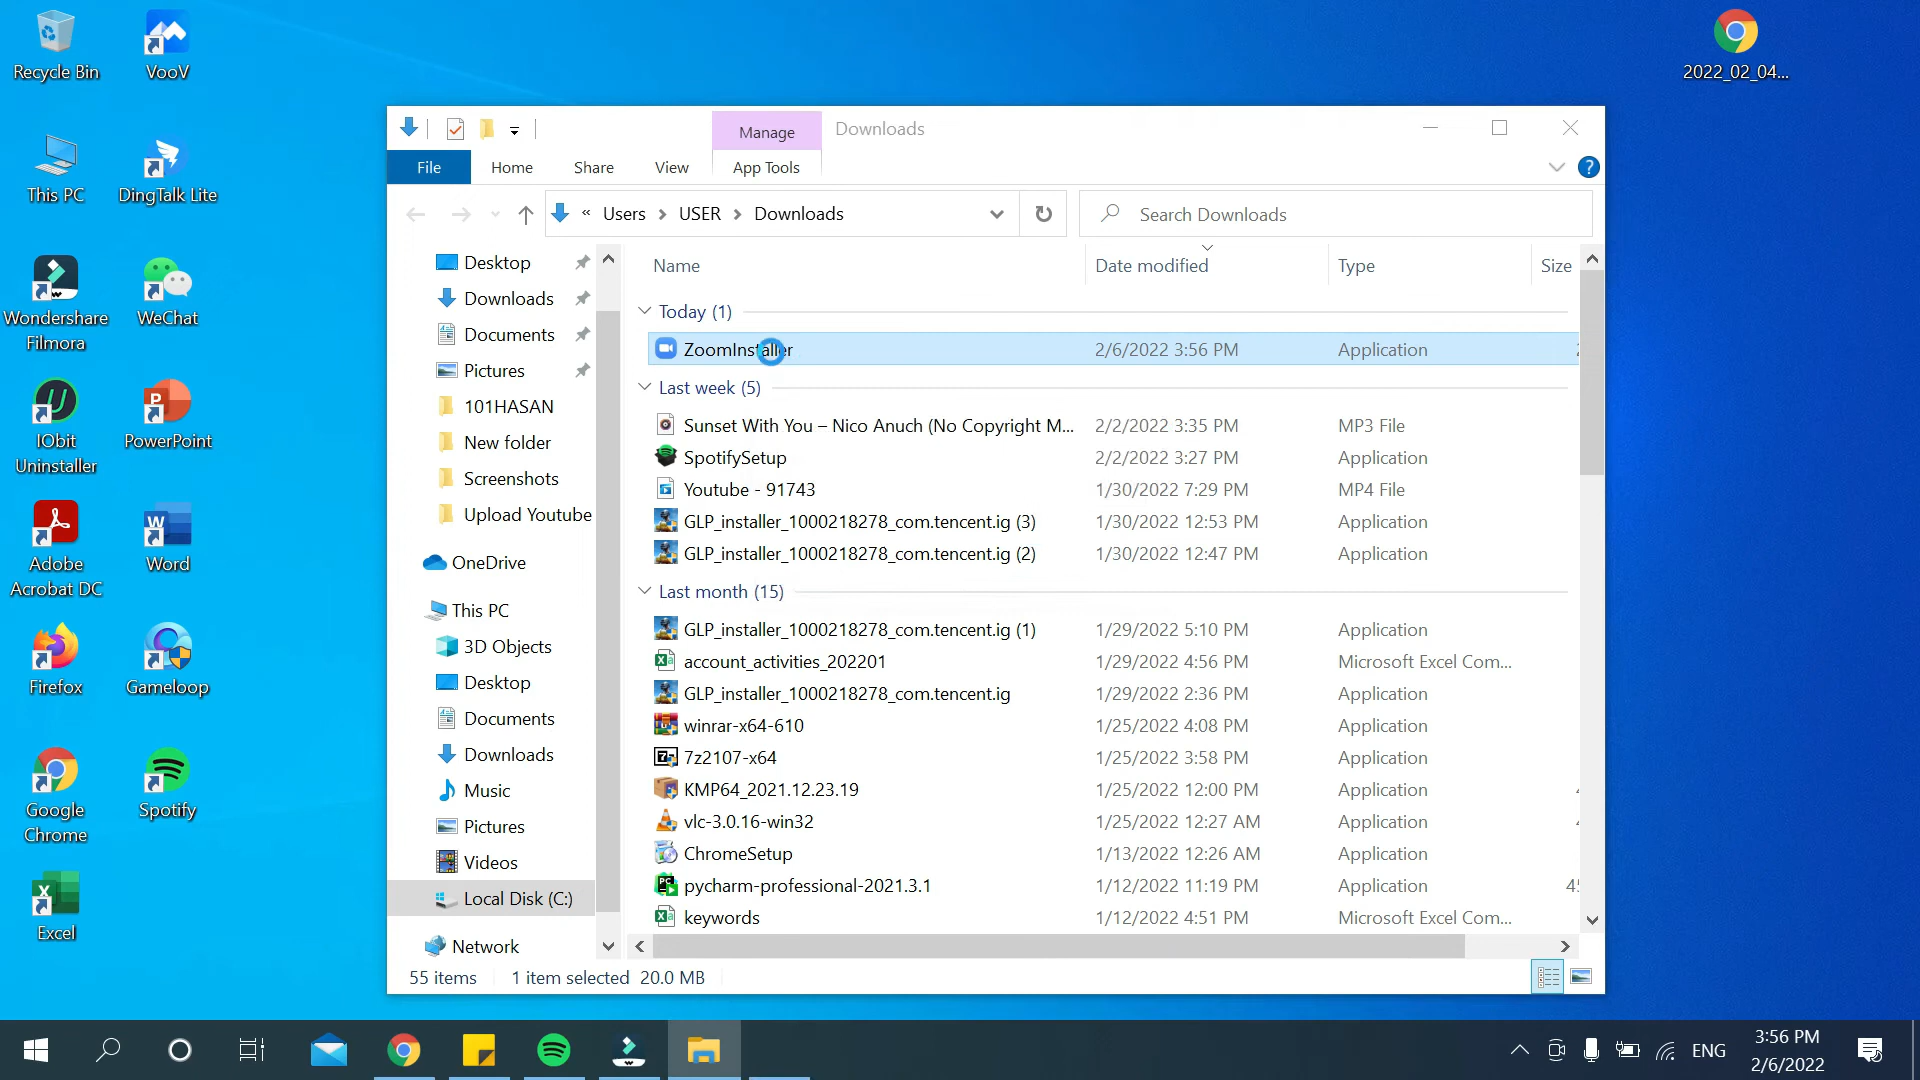 Recycle Bin
VooV
2022_02_04...
This PC
DingTalk Lite
Wondershare
Filmora
WeChat
IObit
Uninstaller
PowerPoint
Adobe
Acrobat DC
Word
Firefox
Gameloop
Google
Chrome
Spotify
Excel
Manage
Downloads
File
Home
Share
View
App Tools
« Users > USER > Downloads
Search Downloads
Desktop
Downloads
Documents
Pictures
101HASAN
New folder
Screenshots
Upload Youtube
OneDrive
This PC
3D Objects
Desktop
Documents
Downloads
Music
Pictures
Videos
Local Disk (C:)
Network
Name Date modified Type Size
Today (1)
ZoomInstaller 2/6/2022 3:56 PM Application
Last week (5)
Sunset With You – Nico Anuch (No Copyright M... 2/2/2022 3:35 PM MP3 File
SpotifySetup 2/2/2022 3:27 PM Application
Youtube - 91743 1/30/2022 7:29 PM MP4 File
GLP_installer_1000218278_com.tencent.ig (3) 1/30/2022 12:53 PM Application
GLP_installer_1000218278_com.tencent.ig (2) 1/30/2022 12:47 PM Application
Last month (15)
GLP_installer_1000218278_com.tencent.ig (1) 1/29/2022 5:10 PM Application
account_activities_202201 1/29/2022 4:56 PM Microsoft Excel Com...
GLP_installer_1000218278_com.tencent.ig 1/29/2022 2:36 PM Application
winrar-x64-610 1/25/2022 4:08 PM Application
7z2107-x64 1/25/2022 3:58 PM Application
KMP64_2021.12.23.19 1/25/2022 12:00 PM Application
vlc-3.0.16-win32 1/25/2022 12:27 AM Application
ChromeSetup 1/13/2022 12:26 AM Application
pycharm-professional-2021.3.1 1/12/2022 11:19 PM Application
keywords 1/12/2022 4:51 PM Microsoft Excel Com...
55 items 1 item selected 20.0 MB
ENG
3:56 PM
2/6/2022